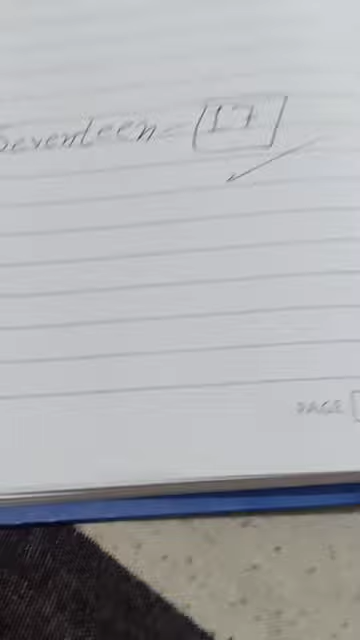 Seventeen = [17]
PAGE